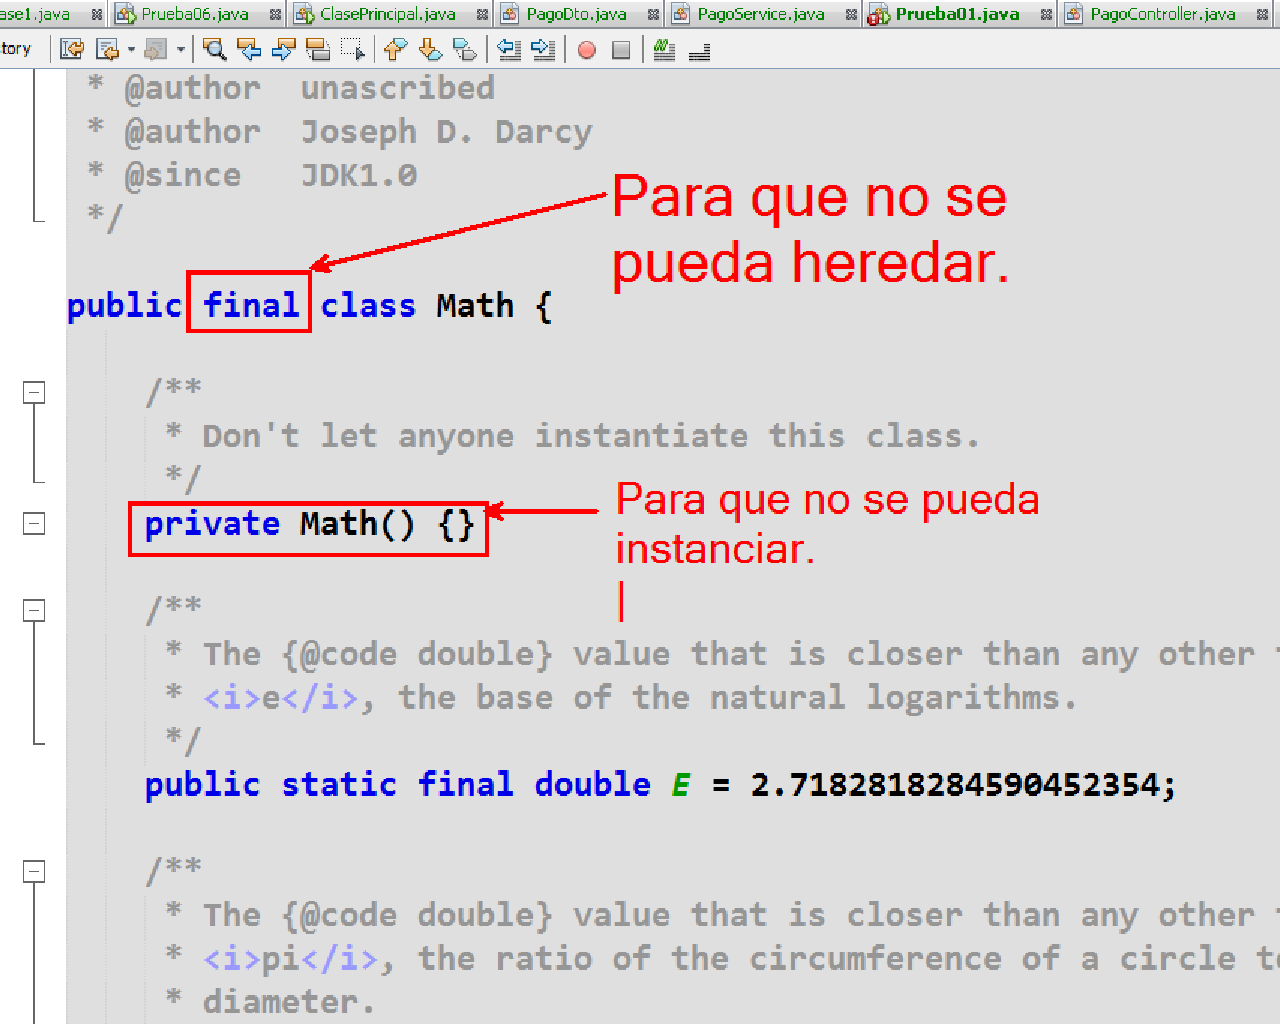 ase1.java Prueba06.java ClasePrincipal.java PagoDto.java PagoService.java Prueba01.java PagoController.java
tory
* @author unascribed
* @author Joseph D. Darcy
* @since JDK1.0
*/
Para que no se
pueda heredar.
public final class Math {
/**
* Don't let anyone instantiate this class.
*/
private Math() {}
Para que no se pueda
instanciar.
/**
* The {@code double} value that is closer than any other
* <i>e</i>, the base of the natural logarithms.
*/
public static final double E = 2.7182818284590452354;
/**
* The {@code double} value that is closer than any other
* <i>pi</i>, the ratio of the circumference of a circle to
* diameter.